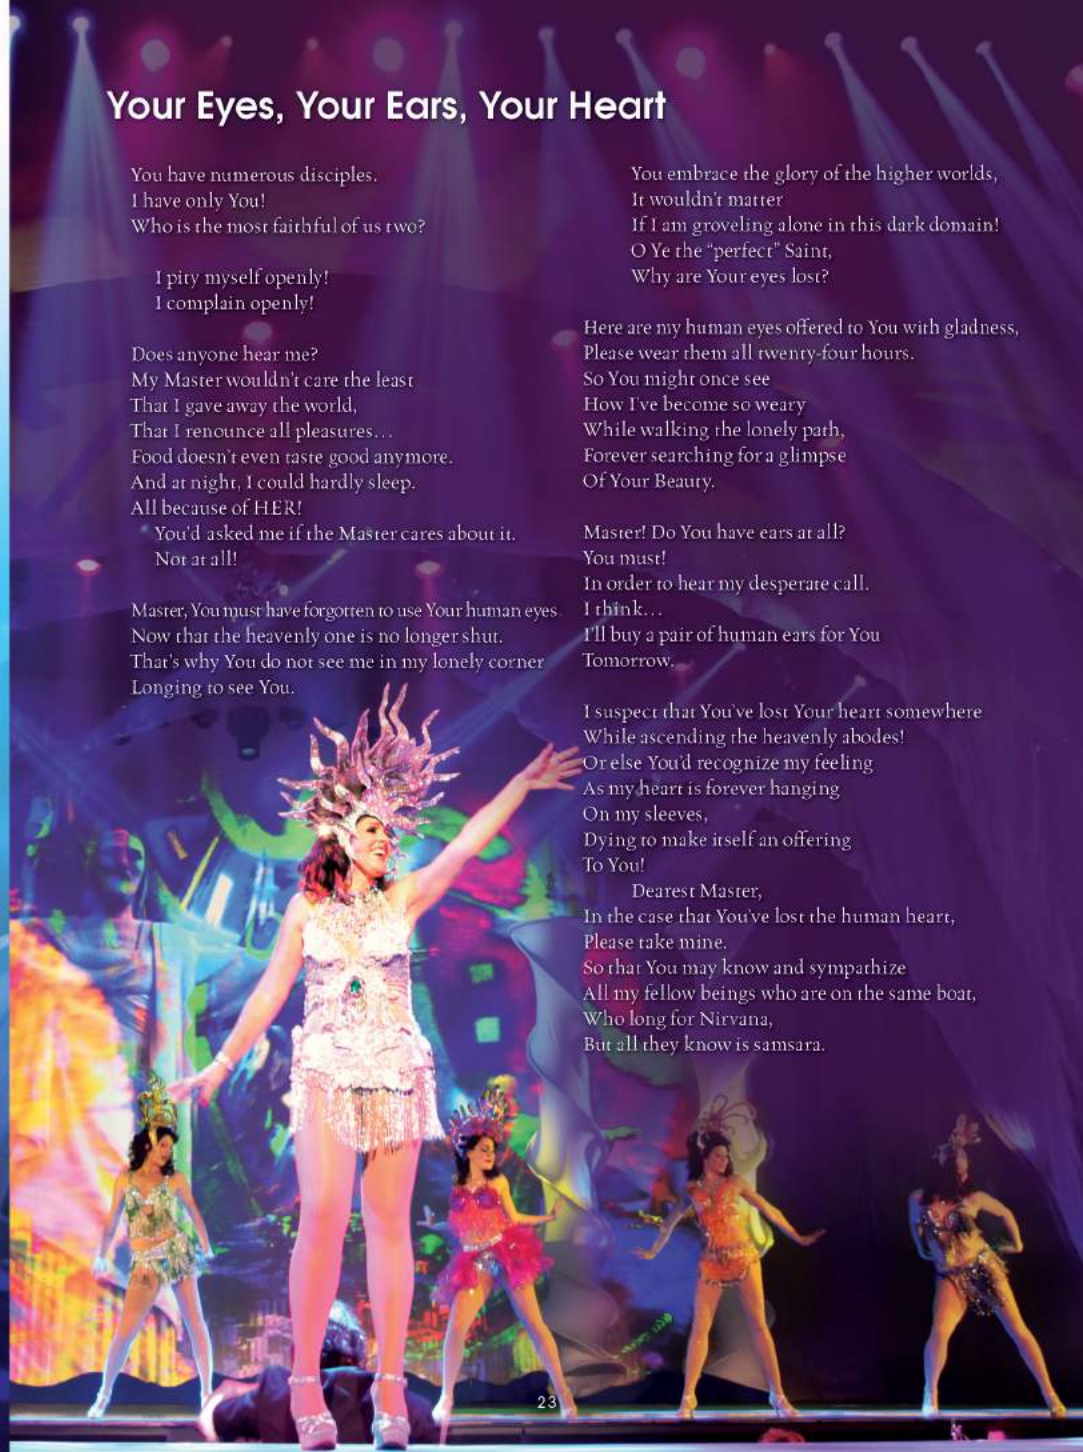 Your Eyes, Your Ears, Your Heart
You have numerous disciples.
I have only You!
Who is the most faithful of us two?
I pity myself openly!
I complain openly!
Does anyone hear me?
My Master wouldn't care the least
That I gave away the world,
That I renounce all pleasures…
Food doesn't even taste good anymore.
And at night, I could hardly sleep.
All because of HER!
You'd asked me if the Master cares about it.
Not at all!
Master, You must have forgotten to use Your human eyes
Now that the heavenly one is no longer shut.
That's why You do not see me in my lonely corner
Longing to see You.
You embrace the glory of the higher worlds,
It wouldn't matter
If I am groveling alone in this dark domain!
O Ye the “perfect” Saint,
Why are Your eyes lost?
Here are my human eyes offered to You with gladness,
Please wear them all twenty-four hours.
So You might once see
How I've become so weary
While walking the lonely path,
Forever searching for a glimpse
Of Your Beauty.
Master! Do You have ears at all?
You must!
In order to hear my desperate call.
I think…
I'll buy a pair of human ears for You
Tomorrow.
I suspect that You've lost Your heart somewhere
While ascending the heavenly abodes!
Or else You'd recognize my feeling
As my heart is forever hanging
On my sleeves,
Dying to make itself an offering
To You!
Dearest Master,
In the case that You've lost the human heart,
Please take mine.
So that You may know and sympathize
All my fellow beings who are on the same boat,
Who long for Nirvana,
But all they know is samsara.
23